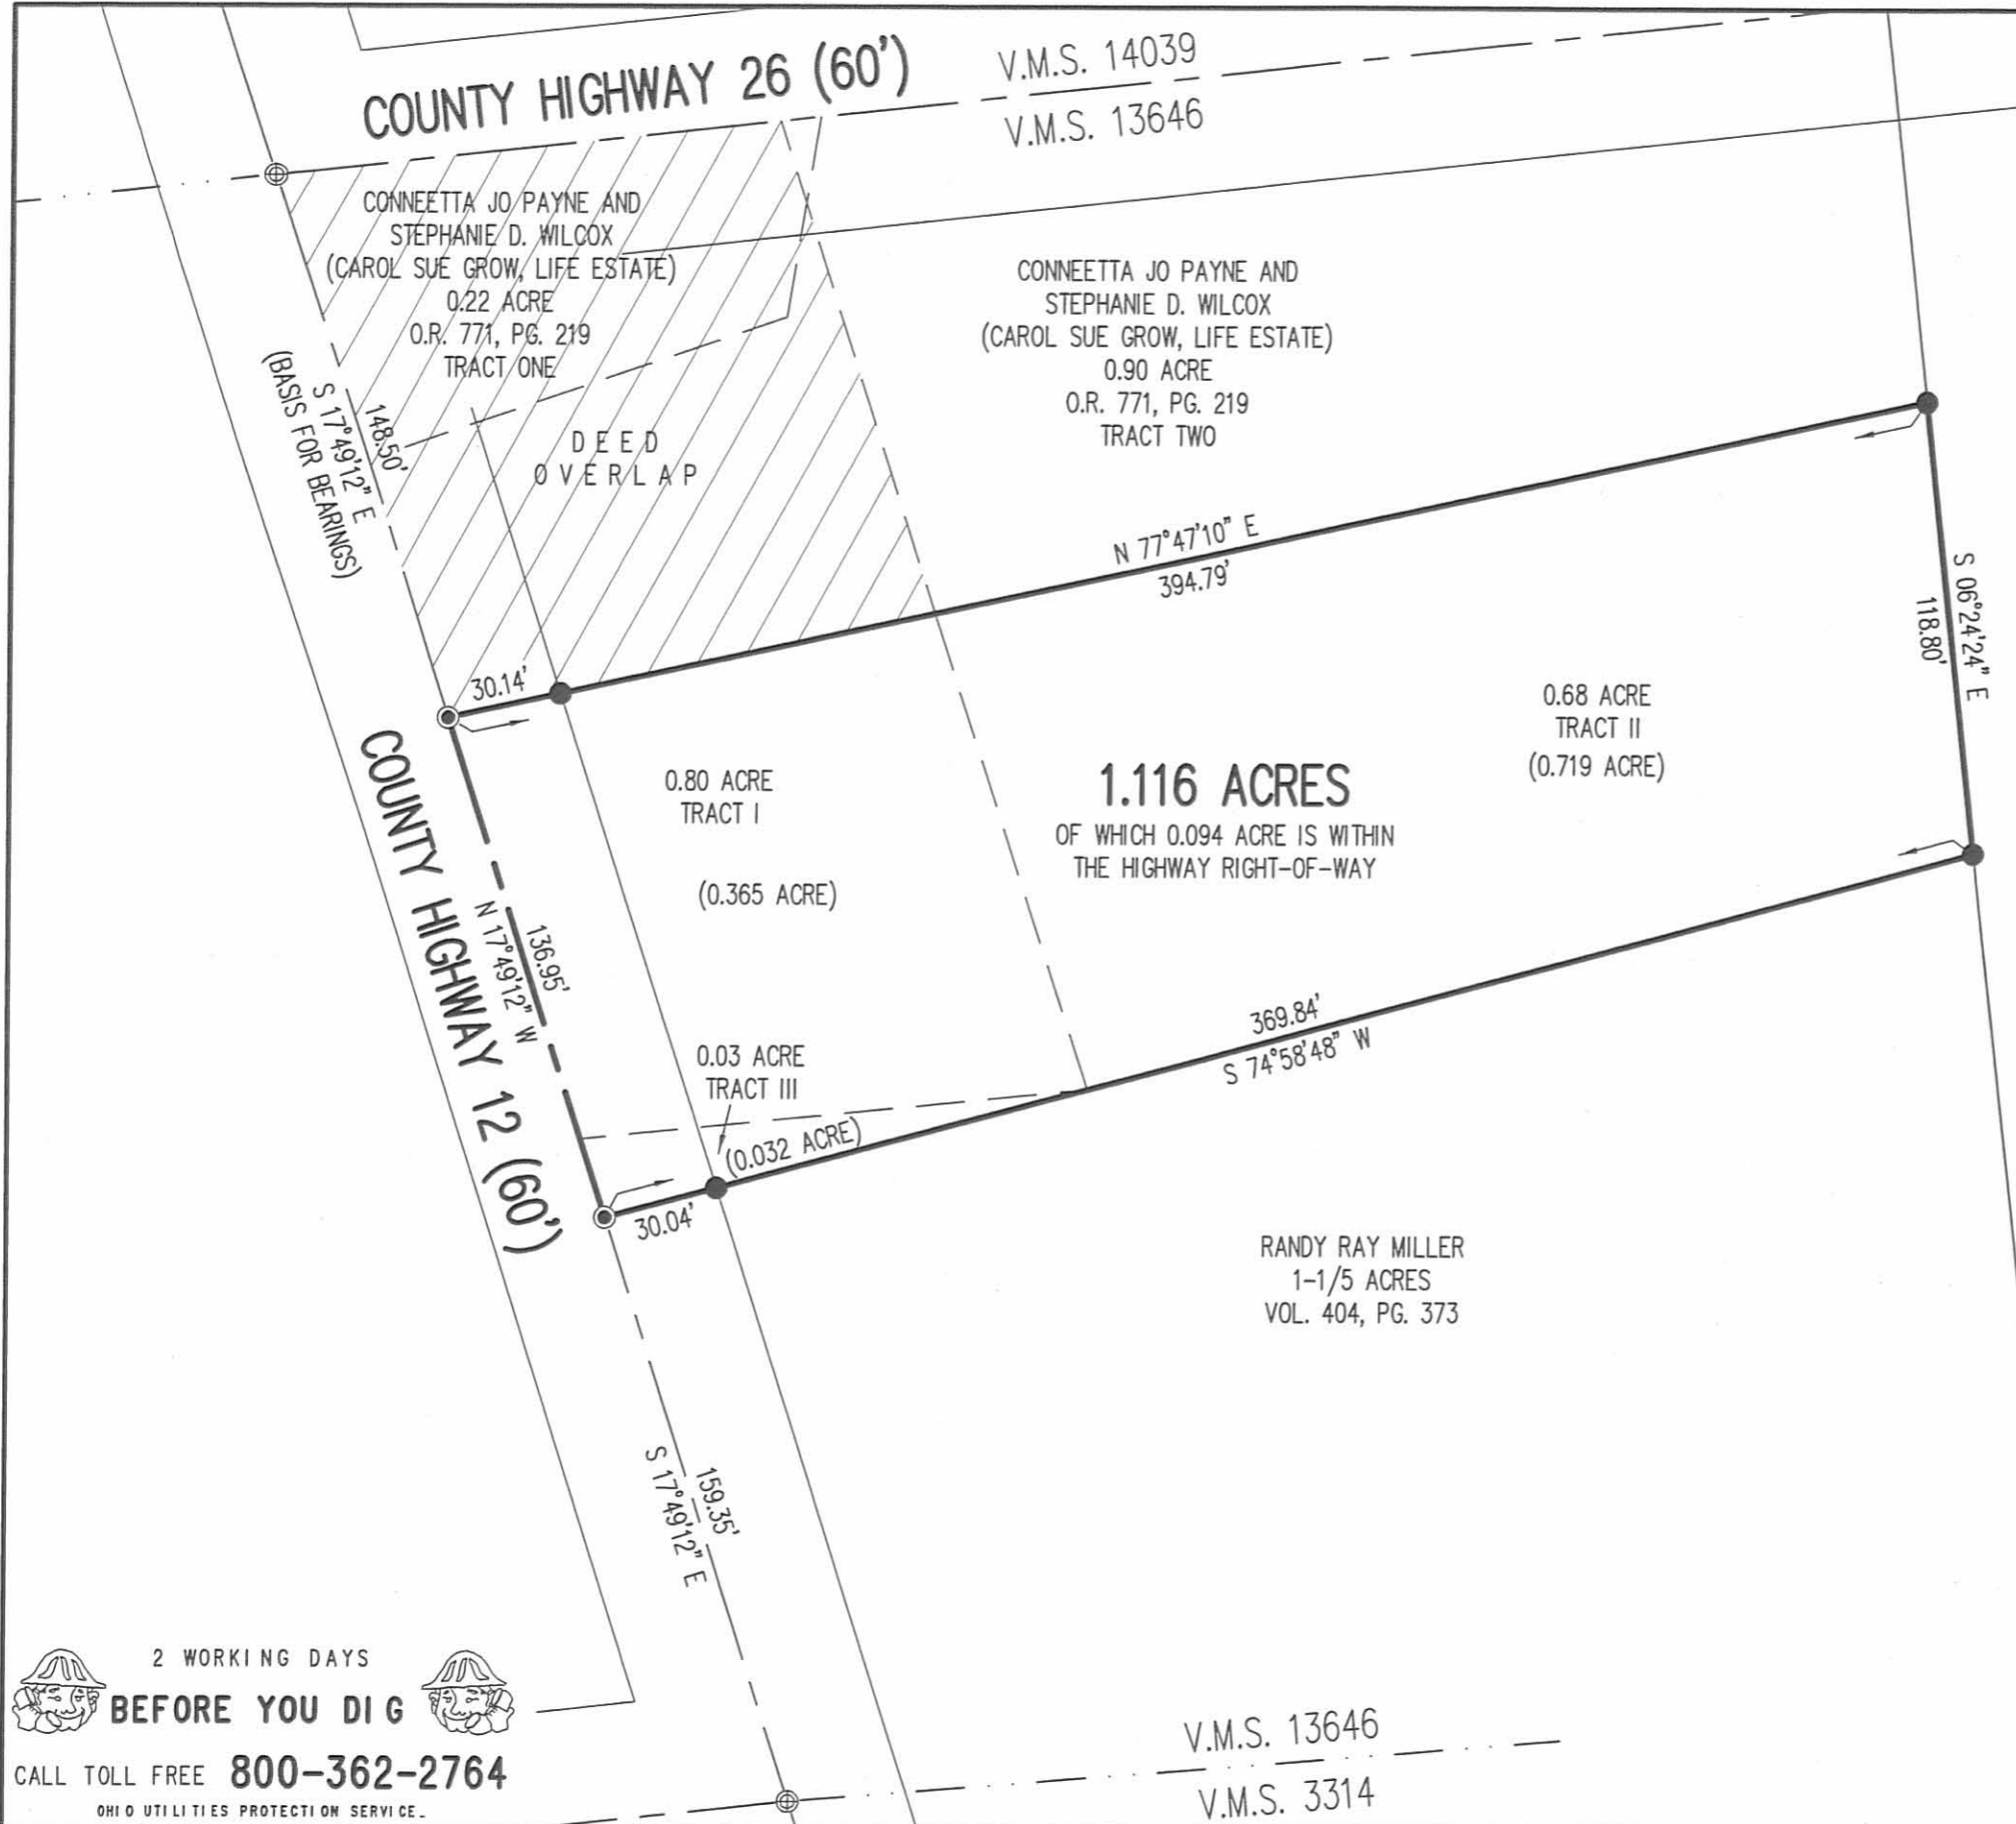 COUNTY HIGHWAY 26 (60')
V.M.S. 14039
V.M.S. 13646
CONNEETTA JO PAYNE AND
STEPHANIE D. WILCOX
(CAROL SUE GROW, LIFE ESTATE)
0.22 ACRE
O.R. 771, PG. 219
TRACT ONE
CONNEETTA JO PAYNE AND
STEPHANIE D. WILCOX
(CAROL SUE GROW, LIFE ESTATE)
0.90 ACRE
O.R. 771, PG. 219
TRACT TWO
148.50'
S 17°49'12" E
(BASIS FOR BEARINGS)
DEED
OVERLAP
N 77°47'10" E
394.79'
S 06°24'24" E
118.80'
30.14'
0.68 ACRE
TRACT II
(0.719 ACRE)
0.80 ACRE
TRACT I
(0.365 ACRE)
1.116 ACRES
OF WHICH 0.094 ACRE IS WITHIN
THE HIGHWAY RIGHT-OF-WAY
COUNTY HIGHWAY 12 (60')
136.95'
N 17°49'12" W
369.84'
S 74°58'48" W
0.03 ACRE
TRACT III
(0.032 ACRE)
30.04'
RANDY RAY MILLER
1-1/5 ACRES
VOL. 404, PG. 373
159.35'
S 17°49'12" E
2 WORKING DAYS
BEFORE YOU DIG
CALL TOLL FREE 800-362-2764
OHIO UTILITIES PROTECTION SERVICE.
V.M.S. 13646
V.M.S. 3314